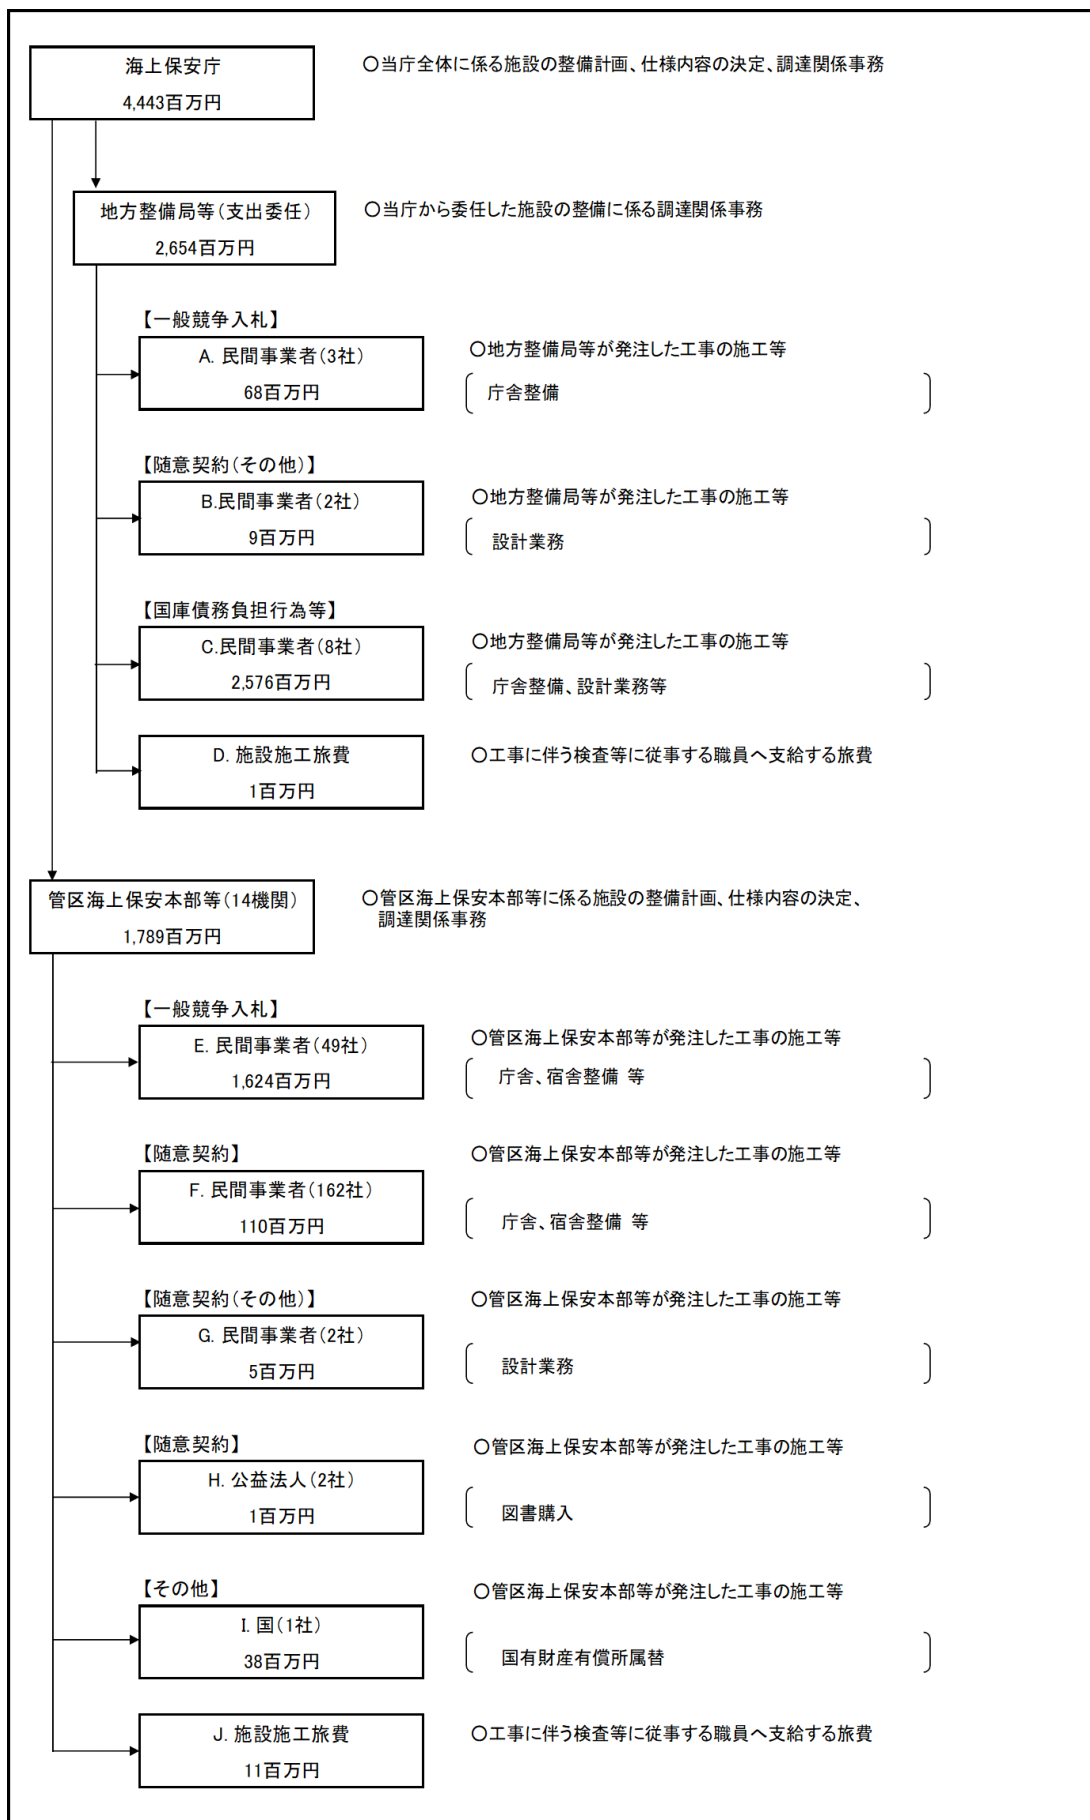 海上保安庁
4,443百万円
○当庁全体に係る施設の整備計画、仕様内容の決定、調達関係事務
地方整備局等(支出委任)
2,654百万円
○当庁から委任した施設の整備に係る調達関係事務
【一般競争入札】
A. 民間事業者(3社)
68百万円
○地方整備局等が発注した工事の施工等
庁舎整備
【随意契約(その他)】
B.民間事業者(2社)
9百万円
○地方整備局等が発注した工事の施工等
設計業務
【国庫債務負担行為等】
C.民間事業者(8社)
2,576百万円
○地方整備局等が発注した工事の施工等
庁舎整備、設計業務等
D. 施設施工旅費
1百万円
○工事に伴う検査等に従事する職員へ支給する旅費
管区海上保安本部等(14機関)
1,789百万円
○管区海上保安本部等に係る施設の整備計画、仕様内容の決定、
調達関係事務
【一般競争入札】
E. 民間事業者(49社)
1,624百万円
○管区海上保安本部等が発注した工事の施工等
庁舎、宿舎整備 等
【随意契約】
F. 民間事業者(162社)
110百万円
○管区海上保安本部等が発注した工事の施工等
庁舎、宿舎整備 等
【随意契約(その他)】
G. 民間事業者(2社)
5百万円
○管区海上保安本部等が発注した工事の施工等
設計業務
【随意契約】
H. 公益法人(2社)
1百万円
○管区海上保安本部等が発注した工事の施工等
図書購入
【その他】
I. 国(1社)
38百万円
○管区海上保安本部等が発注した工事の施工等
国有財産有償所属替
J. 施設施工旅費
11百万円
○工事に伴う検査等に従事する職員へ支給する旅費